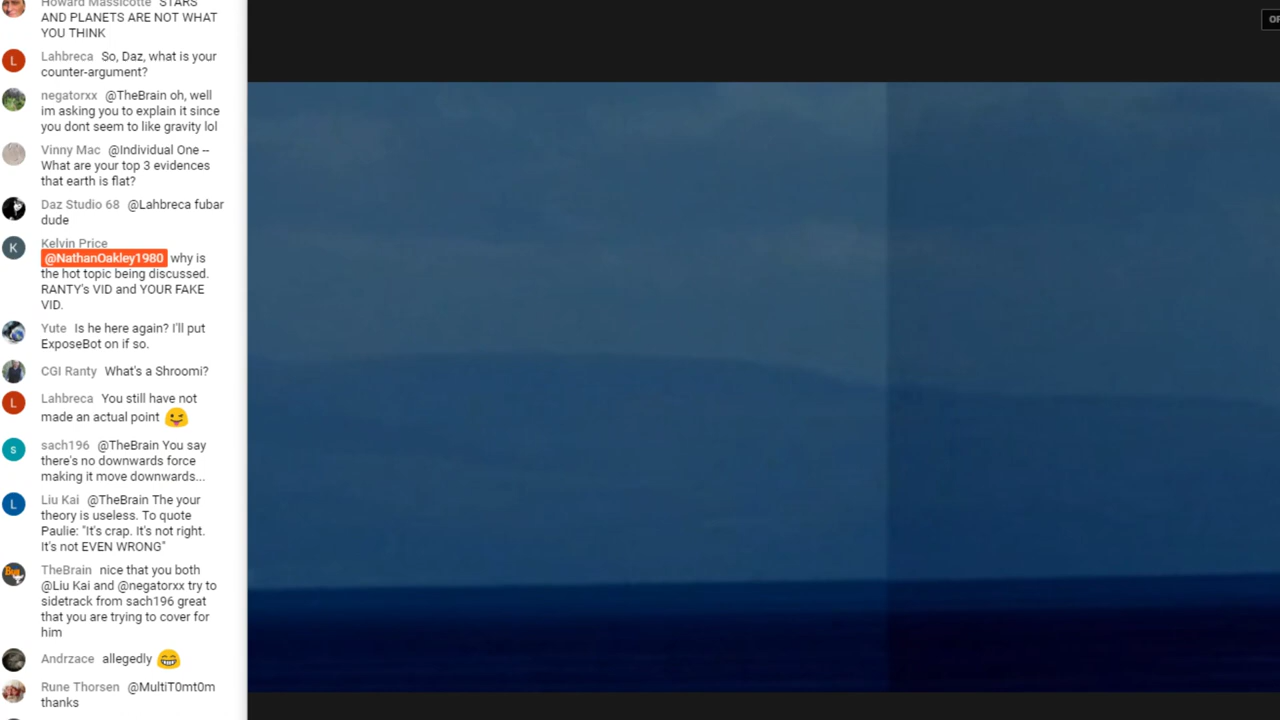 Howard Massicotte STARS
AND PLANETS ARE NOT WHAT
YOU THINK
L
Lahbreca So, Daz, what is your
counter-argument?
negatorxx @TheBrain oh, well
im asking you to explain it since
you dont seem to like gravity lol
Vinny Mac @Individual One --
What are your top 3 evidences
that earth is flat?
Daz Studio 68 @Lahbreca fubar
dude
K
Kelvin Price
@NathanOakley1980 why is
the hot topic being discussed.
RANTY's VID and YOUR FAKE
VID.
Yute Is he here again? I'll put
ExposeBot on if so.
CGI Ranty What's a Shroomi?
L
Lahbreca You still have not
made an actual point 😜
s
sach196 @TheBrain You say
there's no downwards force
making it move downwards...
L
Liu Kai @TheBrain The your
theory is useless. To quote
Paulie: "It's crap. It's not right.
It's not EVEN WRONG"
TheBrain nice that you both
@Liu Kai and @negatorxx try to
sidetrack from sach196 great
that you are trying to cover for
him
Andrzace allegedly 😁
Rune Thorsen @MultiT0mt0m
thanks